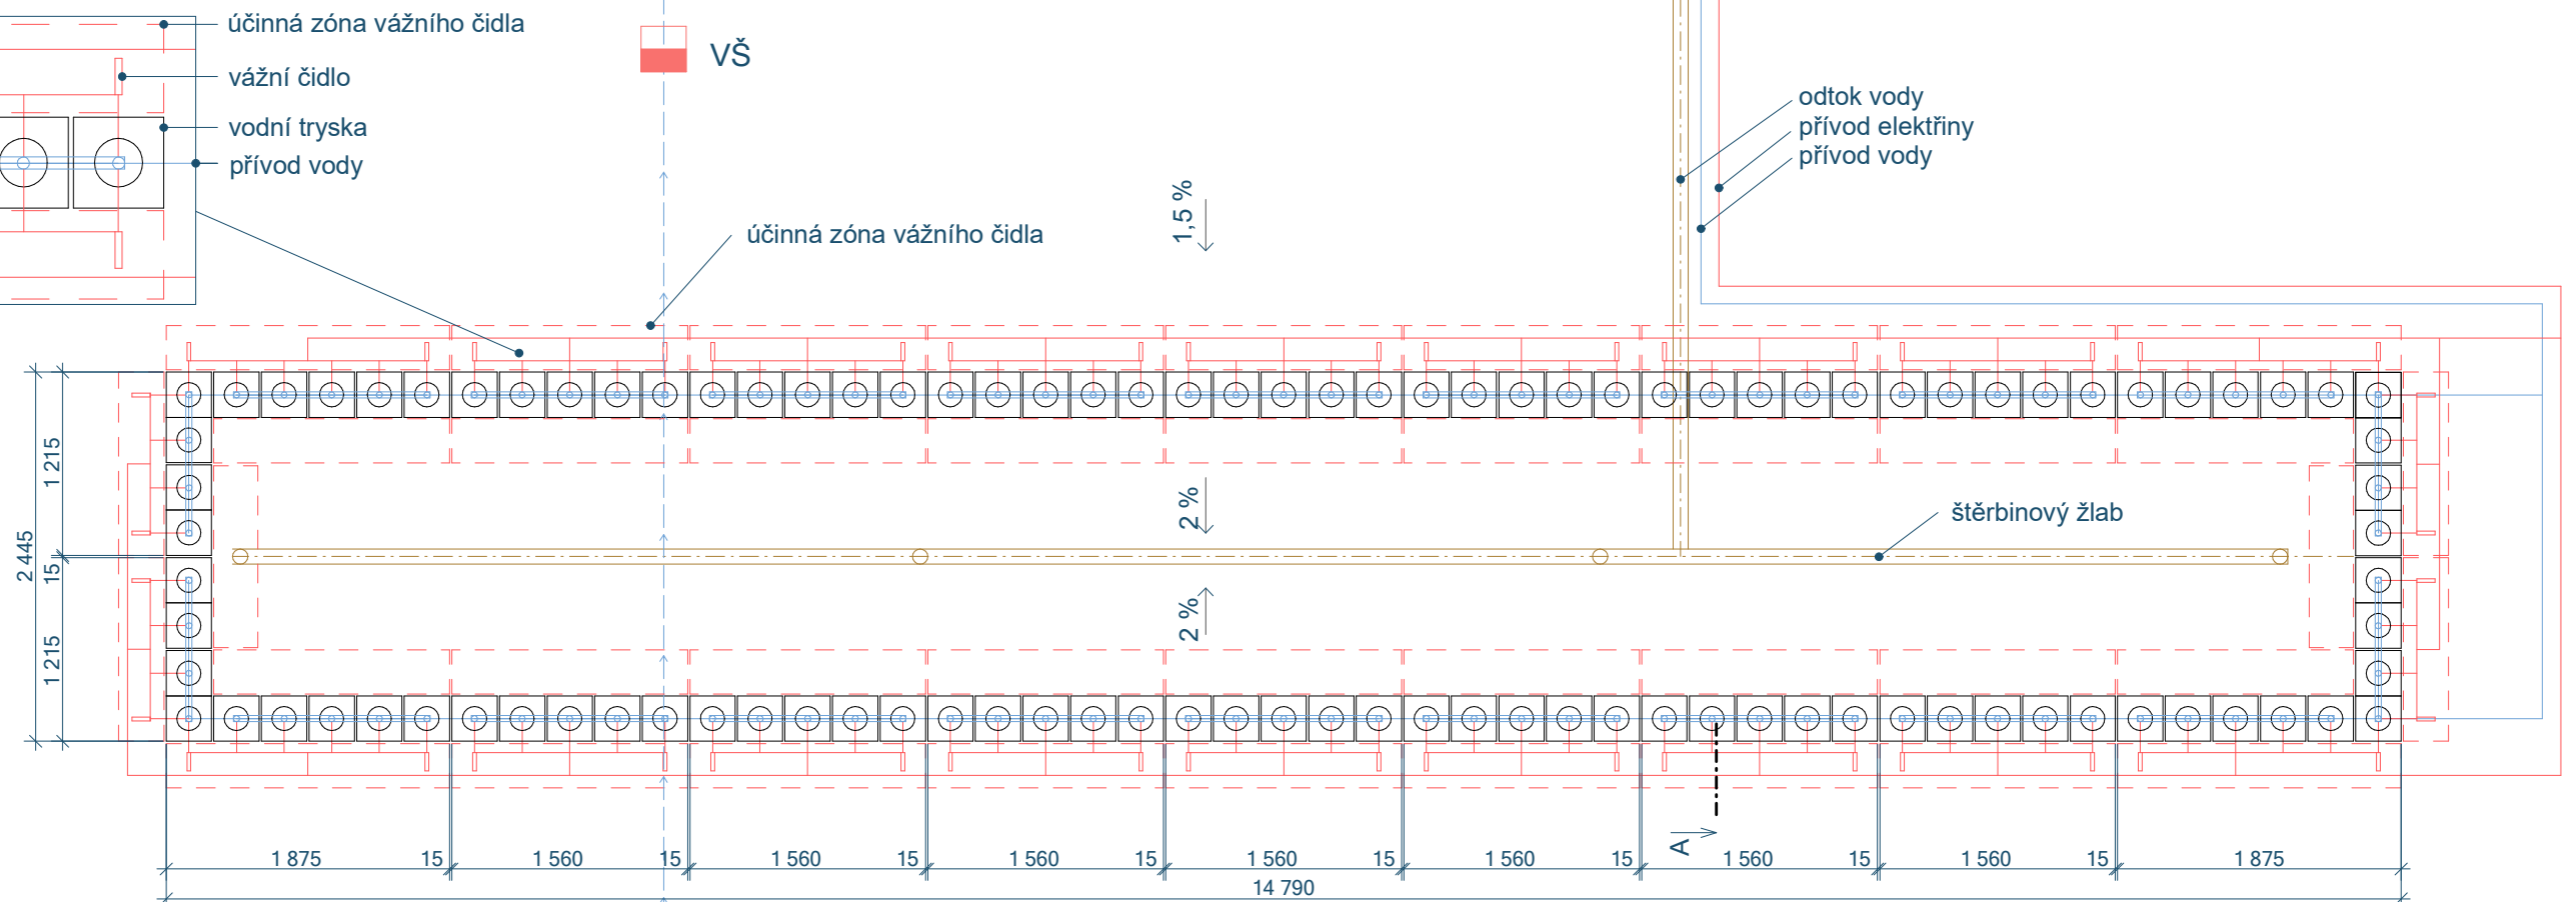 účinná zóna vážního čidla
VŠ
vážní čidlo
vodní tryska
přívod vody
odtok vody
přívod elektřiny
přívod vody
1,5 %
účinná zóna vážního čidla
1 215
2 %
štěrbinový žlab
2 445
15
2 %
1 215
A
1 875
15
1 560
15
1 560
15
1 560
15
1 560
15
1 560
15
1 560
15
1 560
15
1 875
14 790